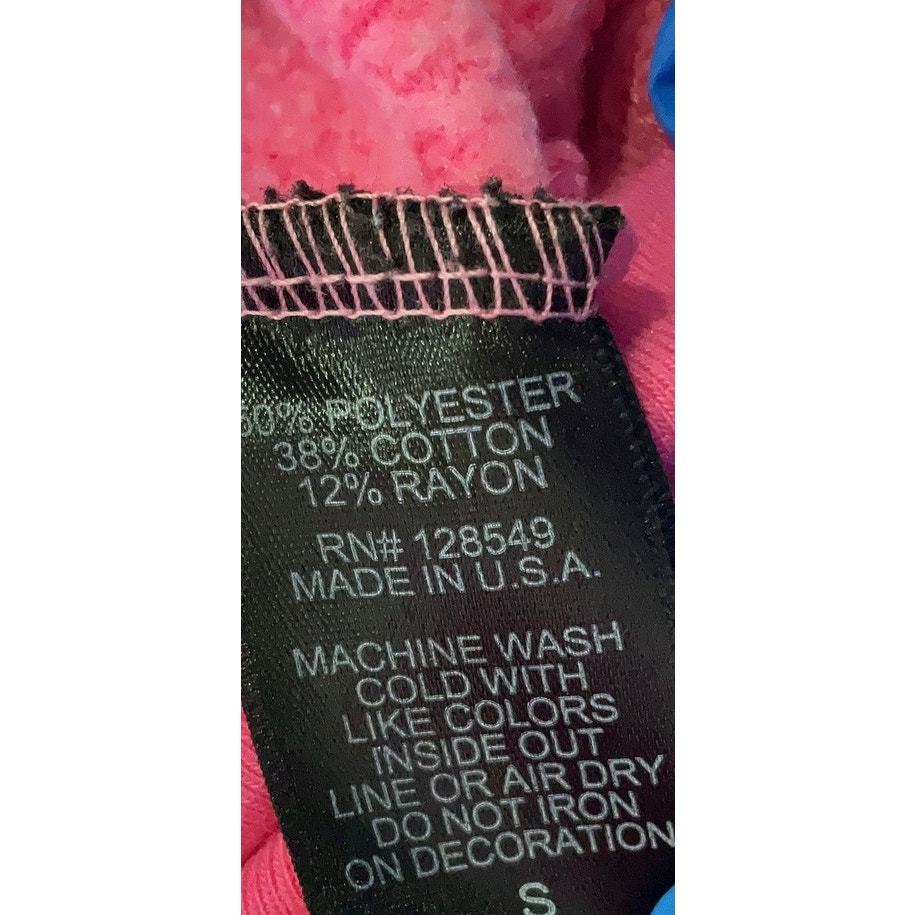 50% POLYESTER
38% COTTON
12% RAYON
RN# 128549
MADE IN U.S.A.
MACHINE WASH
COLD WITH
LIKE COLORS
INSIDE OUT
LINE OR AIR DRY
DO NOT IRON
ON DECORATION
S